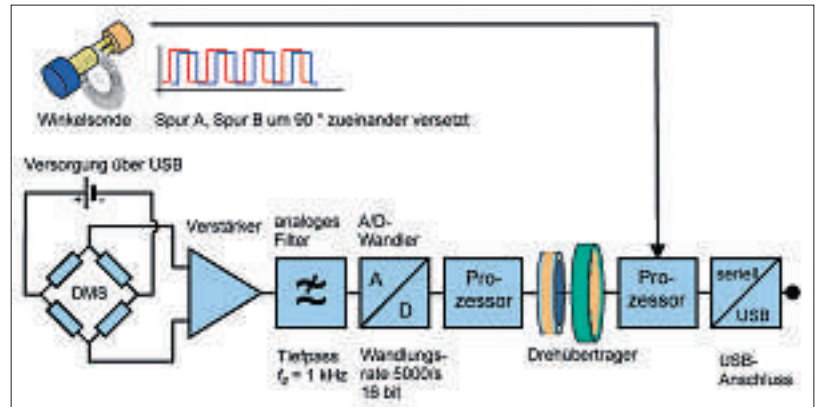 Winkelsonde
Spur A, Spur B um 90 ° zueinander versetzt
Versorgung über USB
+
-
DMS
Verstärker
analoges
Filter
A/D-
Wandler
A
D
Pro-
zessor
Pro-
zessor
seriell
USB
Tiefpass
Wandlungs-
rate 5000/s
16 bit
= 1 kHz
Drehübertrager
USB-
Anschluss